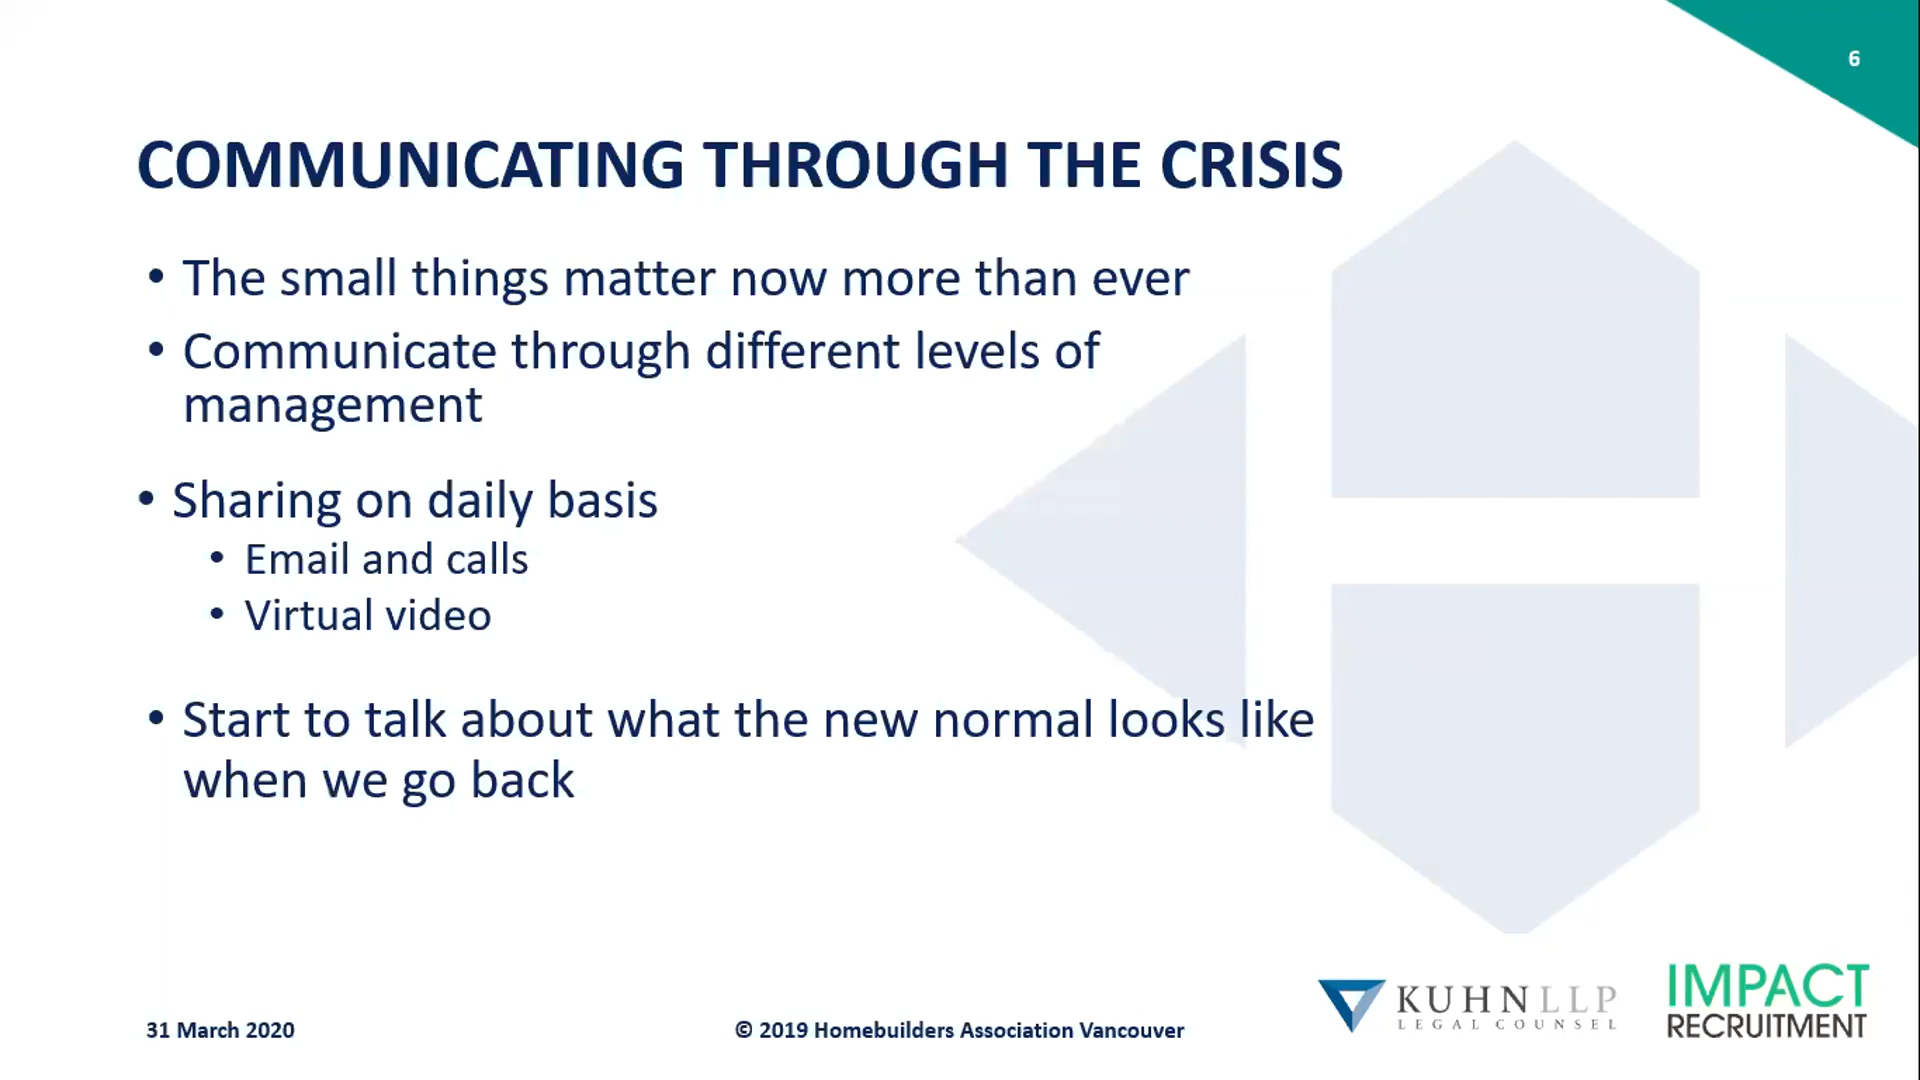 6
COMMUNICATING THROUGH THE CRISIS
• The small things matter now more than ever
• Communicate through different levels of
management
• Sharing on daily basis
• Email and calls
• Virtual video
• Start to talk about what the new normal looks like
when we go back
31 March 2020
© 2019 Homebuilders Association Vancouver
KUHN LLP
LEGAL COUNSEL
IMPACT
RECRUITMENT